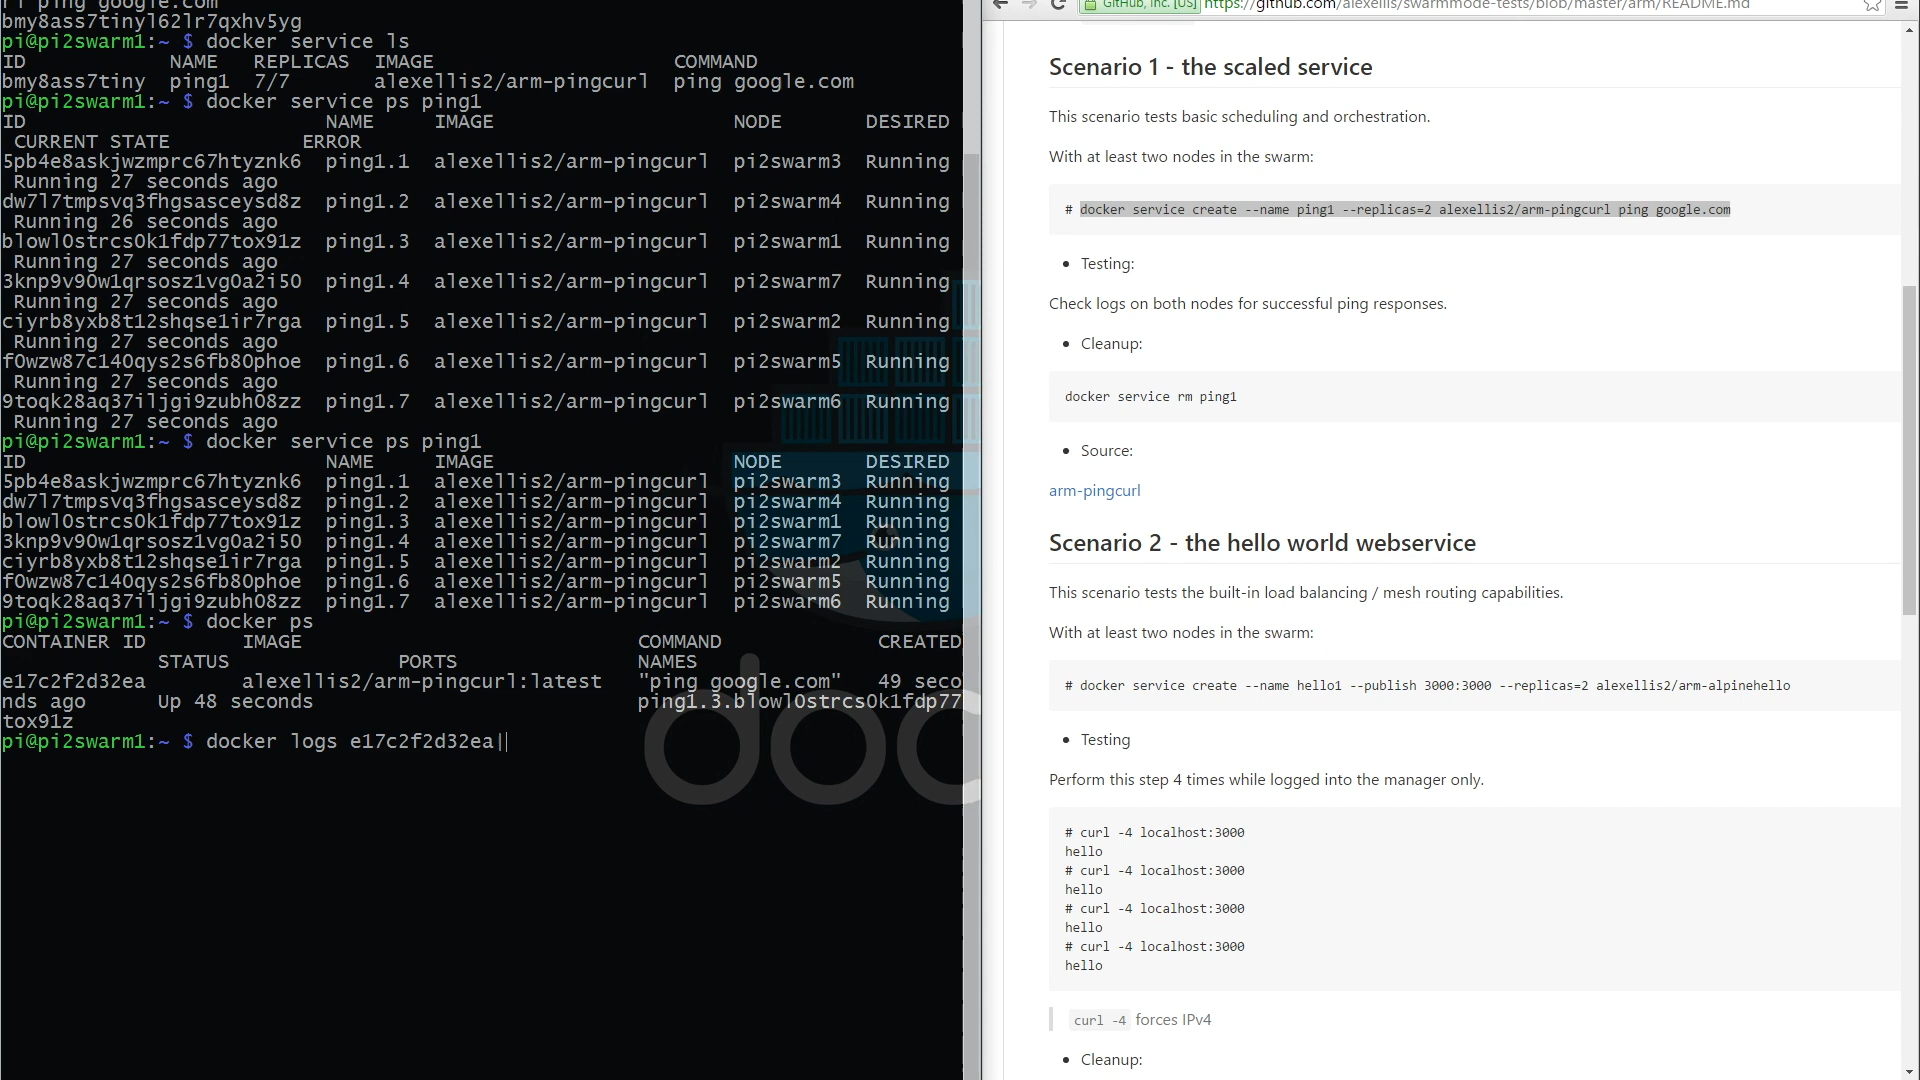 ri ping google.com
bmy8ass7tinyl62lr7qxhv5yg
pi@pi2swarm1:~ $ docker service ls
ID            NAME   REPLICAS  IMAGE                    COMMAND
bmy8ass7tiny  ping1  7/7       alexellis2/arm-pingcurl  ping google.com
pi@pi2swarm1:~ $ docker service ps ping1
ID                         NAME     IMAGE                    NODE       DESIRED
CURRENT STATE           ERROR
5pb4e8askjwzmprc67htyznk6  ping1.1  alexellis2/arm-pingcurl  pi2swarm3  Running
Running 27 seconds ago
dw7l7tmpsvq3fhgsasceysd8z  ping1.2  alexellis2/arm-pingcurl  pi2swarm4  Running
Running 26 seconds ago
blowl0strcs0k1fdp77tox91z  ping1.3  alexellis2/arm-pingcurl  pi2swarm1  Running
Running 27 seconds ago
3knp9v90w1qrsosz1vg0a2i50  ping1.4  alexellis2/arm-pingcurl  pi2swarm7  Running
Running 27 seconds ago
ciyrb8yxb8t12shqse1ir7rga  ping1.5  alexellis2/arm-pingcurl  pi2swarm2  Running
Running 27 seconds ago
f0wzw87c140qys2s6fb80phoe  ping1.6  alexellis2/arm-pingcurl  pi2swarm5  Running
Running 27 seconds ago
9toqk28aq37iljgi9zubh08zz  ping1.7  alexellis2/arm-pingcurl  pi2swarm6  Running
Running 27 seconds ago
pi@pi2swarm1:~ $ docker service ps ping1
ID                         NAME     IMAGE                    NODE       DESIRED
5pb4e8askjwzmprc67htyznk6  ping1.1  alexellis2/arm-pingcurl  pi2swarm3  Running
dw7l7tmpsvq3fhgsasceysd8z  ping1.2  alexellis2/arm-pingcurl  pi2swarm4  Running
blowl0strcs0k1fdp77tox91z  ping1.3  alexellis2/arm-pingcurl  pi2swarm1  Running
3knp9v90w1qrsosz1vg0a2i50  ping1.4  alexellis2/arm-pingcurl  pi2swarm7  Running
ciyrb8yxb8t12shqse1ir7rga  ping1.5  alexellis2/arm-pingcurl  pi2swarm2  Running
f0wzw87c140qys2s6fb80phoe  ping1.6  alexellis2/arm-pingcurl  pi2swarm5  Running
9toqk28aq37iljgi9zubh08zz  ping1.7  alexellis2/arm-pingcurl  pi2swarm6  Running
pi@pi2swarm1:~ $ docker ps
CONTAINER ID        IMAGE                            COMMAND             CREATED
STATUS              PORTS               NAMES
e17c2f2d32ea        alexellis2/arm-pingcurl:latest   "ping google.com"   49 seco
nds ago      Up 48 seconds                           ping1.3.blowl0strcs0k1fdp77
tox91z
pi@pi2swarm1:~ $ docker logs e17c2f2d32ea|
doc
GitHub, Inc. [US] https://github.com/alexellis/swarmmode-tests/blob/master/arm/README.md
Scenario 1 - the scaled service
This scenario tests basic scheduling and orchestration.
With at least two nodes in the swarm:
# docker service create --name ping1 --replicas=2 alexellis2/arm-pingcurl ping google.com
• Testing:
Check logs on both nodes for successful ping responses.
• Cleanup:
docker service rm ping1
• Source:
arm-pingcurl
Scenario 2 - the hello world webservice
This scenario tests the built-in load balancing / mesh routing capabilities.
With at least two nodes in the swarm:
# docker service create --name hello1 --publish 3000:3000 --replicas=2 alexellis2/arm-alpinehello
• Testing
Perform this step 4 times while logged into the manager only.
# curl -4 localhost:3000
hello
# curl -4 localhost:3000
hello
# curl -4 localhost:3000
hello
# curl -4 localhost:3000
hello
curl -4 forces IPv4
• Cleanup: